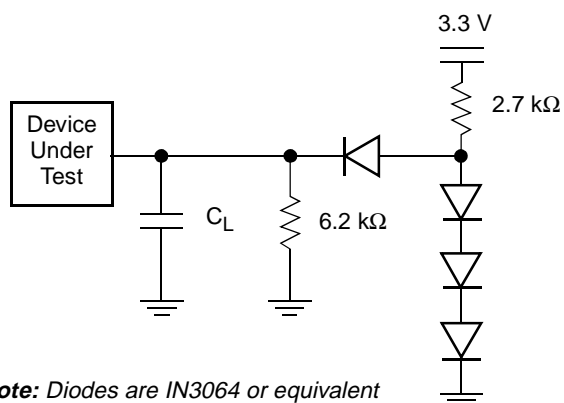 3.3 V
2.7 kΩ
Device
Under
Test
C_L
6.2 kΩ
ote: Diodes are IN3064 or equivalent